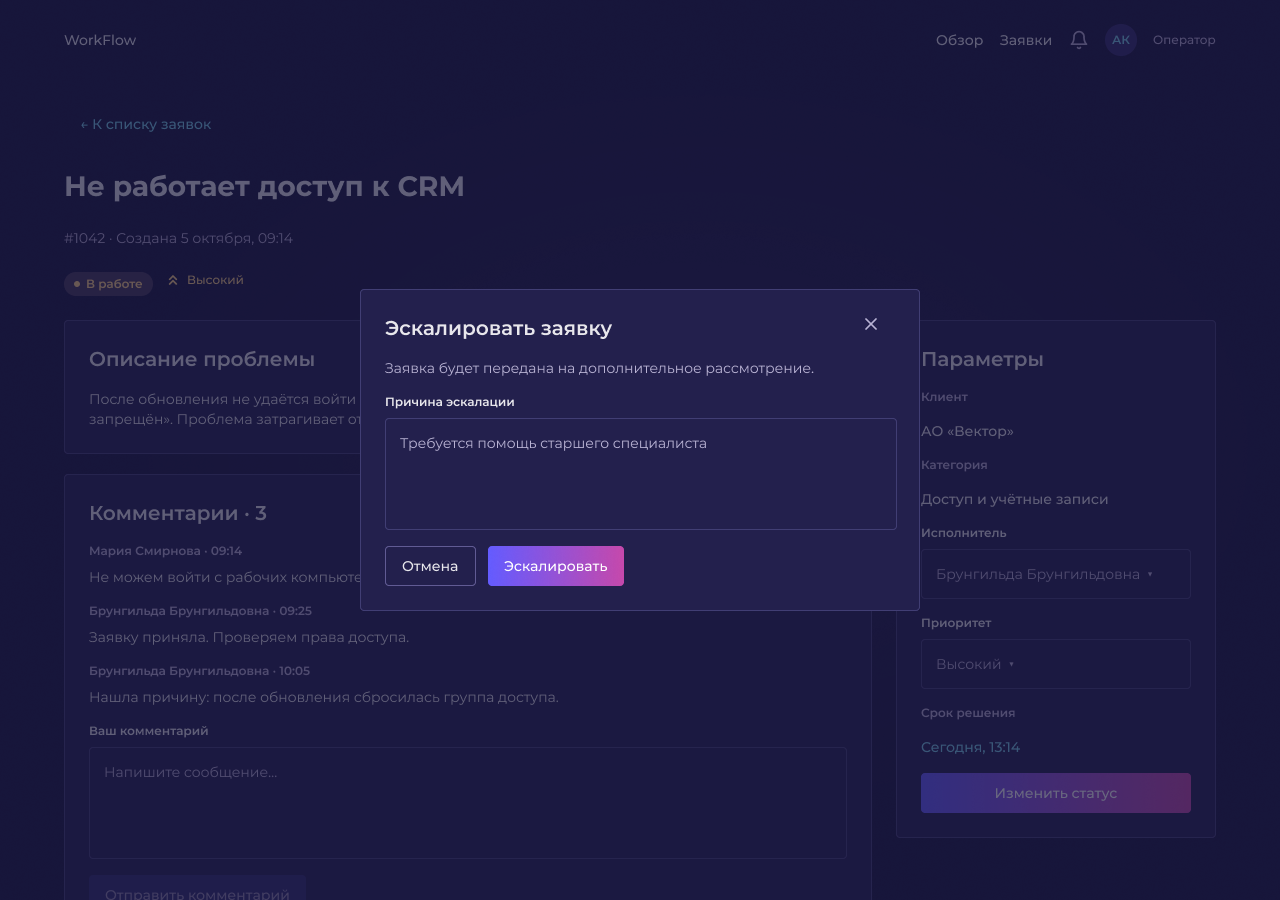 WorkFlow
Обзор
Заявки
АК
Оператор
← К списку заявок
Не работает доступ к CRM
#1042 · Создана 5 октября, 09:14
В работе
Высокий
Эскалировать заявку
Заявка будет передана на дополнительное рассмотрение.
Причина эскалации
Требуется помощь старшего специалиста
Отмена
Эскалировать
Описание проблемы
После обновления не удаётся войти
запрещён». Проблема затрагивает
Комментарии · 3
Мария Смирнова · 09:14
Не можем войти с рабочих
Брунгильда Брунгильдовна · 09:25
Заявку приняла. Проверяем права доступа.
Брунгильда Брунгильдовна · 10:05
Нашла причину: после обновления сбросилась группа доступа.
Ваш комментарий
Напишите сообщение...
Отправить комментарий
Параметры
Клиент
АО «Вектор»
Категория
Доступ и учётные записи
Исполнитель
Брунгильда Брунгильдовна
Приоритет
Высокий
Срок решения
Сегодня, 13:14
Изменить статус